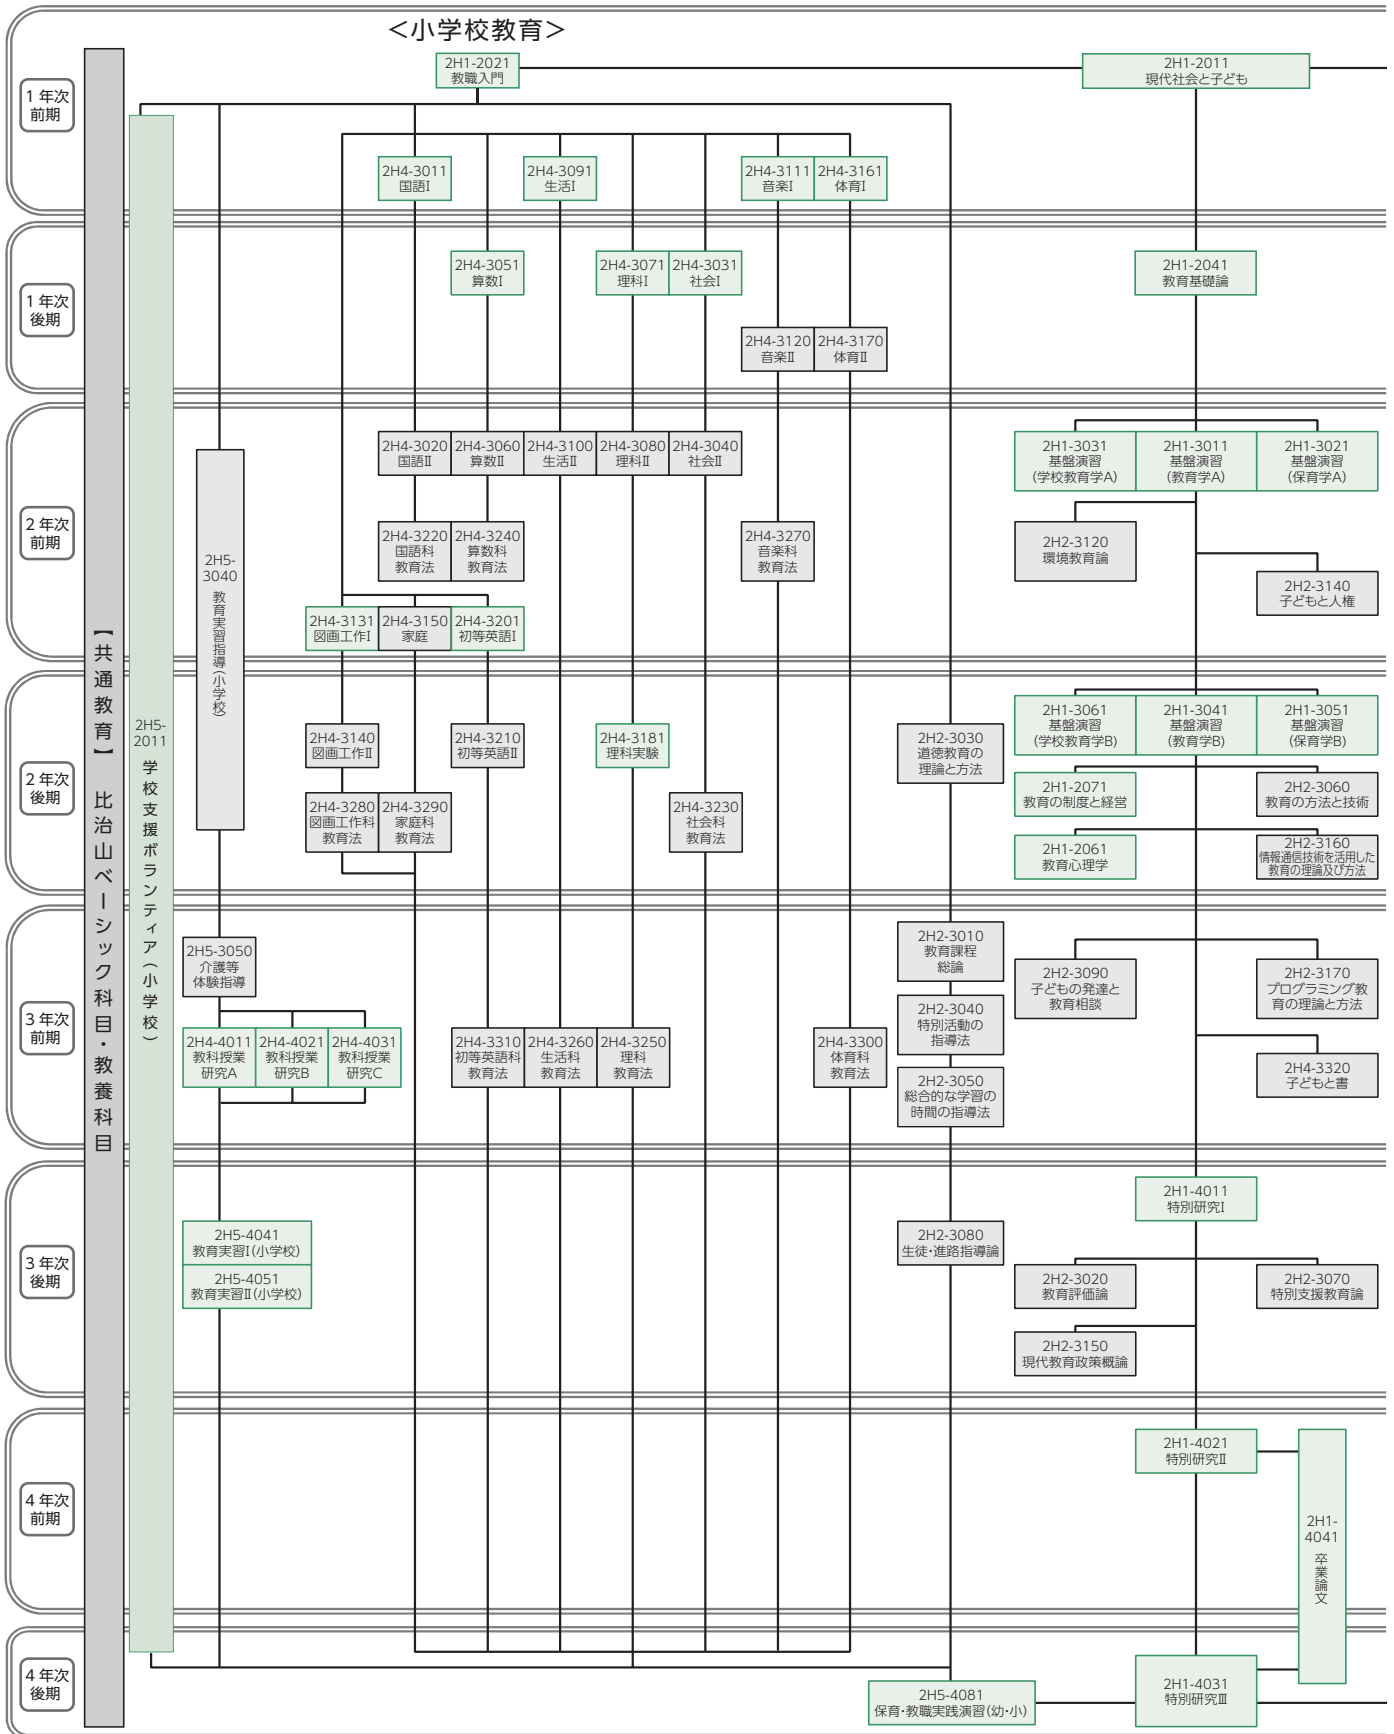 ＜小学校教育＞
【共通教育】 比治山ベーシック科目・教養科目
2H5-
2011
学校支援ボランティア(小学校)
1年次
前期
2H1-2021
教職入門
2H1-2011
現代社会と子ども
2H4-3011
国語Ⅰ
2H4-3091
生活Ⅰ
2H4-3111
音楽Ⅰ
2H4-3161
体育Ⅰ
1年次
後期
2H4-3051
算数Ⅰ
2H4-3071
理科Ⅰ
2H4-3031
社会Ⅰ
2H1-2041
教育基礎論
2H4-3120
音楽Ⅱ
2H4-3170
体育Ⅱ
2年次
前期
2H5-
3040
教育実習指導(小学校)
2H4-3020
国語Ⅱ
2H4-3060
算数Ⅱ
2H4-3100
生活Ⅱ
2H4-3080
理科Ⅱ
2H4-3040
社会Ⅱ
2H1-3031
基盤演習
(学校教育学A)
2H1-3011
基盤演習
(教育学A)
2H1-3021
基盤演習
(保育学A)
2H4-3220
国語科
教育法
2H4-3240
算数科
教育法
2H4-3270
音楽科
教育法
2H2-3120
環境教育論
2H2-3140
子どもと人権
2H4-3131
図画工作Ⅰ
2H4-3150
家庭
2H4-3201
初等英語Ⅰ
2年次
後期
2H4-3140
図画工作Ⅱ
2H4-3210
初等英語Ⅱ
2H4-3181
理科実験
2H2-3030
道徳教育の
理論と方法
2H1-3061
基盤演習
(学校教育学B)
2H1-3041
基盤演習
(教育学B)
2H1-3051
基盤演習
(保育学B)
2H1-2071
教育の制度と経営
2H2-3060
教育の方法と技術
2H4-3280
図画工作科
教育法
2H4-3290
家庭科
教育法
2H4-3230
社会科
教育法
2H1-2061
教育心理学
2H2-3160
情報通信技術を活用した
教育の理論及び方法
3年次
前期
2H5-3050
介護等
体験指導
2H2-3010
教育課程
総論
2H2-3090
子どもの発達と
教育相談
2H2-3170
プログラミング教
育の理論と方法
2H2-3040
特別活動の
指導法
2H4-4011
教科授業
研究A
2H4-4021
教科授業
研究B
2H4-4031
教科授業
研究C
2H4-3310
初等英語科
教育法
2H4-3260
生活科
教育法
2H4-3250
理科
教育法
2H4-3300
体育科
教育法
2H2-3050
総合的な学習の
時間の指導法
2H4-3320
子どもと書
3年次
後期
2H1-4011
特別研究Ⅰ
2H5-4041
教育実習Ⅰ(小学校)
2H5-4051
教育実習Ⅱ(小学校)
2H2-3080
生徒・進路指導論
2H2-3020
教育評価論
2H2-3070
特別支援教育論
2H2-3150
現代教育政策概論
4年次
前期
2H1-4021
特別研究Ⅱ
2H1-
4041
卒業論文
4年次
後期
2H5-4081
保育・教職実践演習(幼・小)
2H1-4031
特別研究Ⅲ